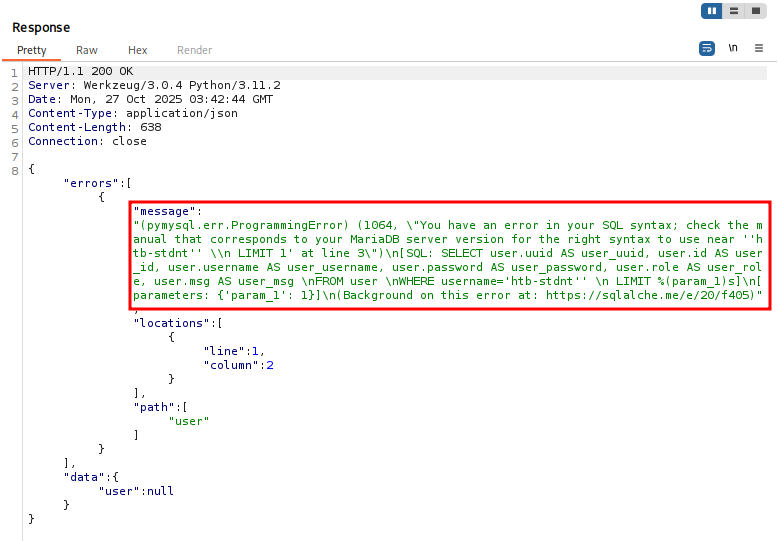 Response
Pretty Raw Hex Render
\n
1 HTTP/1.1 200 OK
2 Server: Werkzeug/3.0.4 Python/3.11.2
3 Date: Mon, 27 Oct 2025 03:42:44 GMT
4 Content-Type: application/json
5 Content-Length: 638
6 Connection: close
7
8 {
"errors":[
{
"message":
"(pymysql.err.ProgrammingError) (1064, \"You have an error in your SQL syntax; check the m
anual that corresponds to your MariaDB server version for the right syntax to use near ''h
tb-stdnt'' \\n LIMIT 1' at line 3\")\n[SQL: SELECT user.uuid AS user_uuid, user.id AS user
_id, user.username AS user_username, user.password AS user_password, user.role AS user_rol
e, user.msg AS user_msg \nFROM user \nWHERE username='htb-stdnt'' \n LIMIT %(param_1)s]\n[
parameters: {'param_1': 1}]\n(Background on this error at: https://sqlalche.me/e/20/f405)"
,
"locations":[
{
"line":1,
"column":2
}
],
"path":[
"user"
]
}
],
"data":{
"user":null
}
}